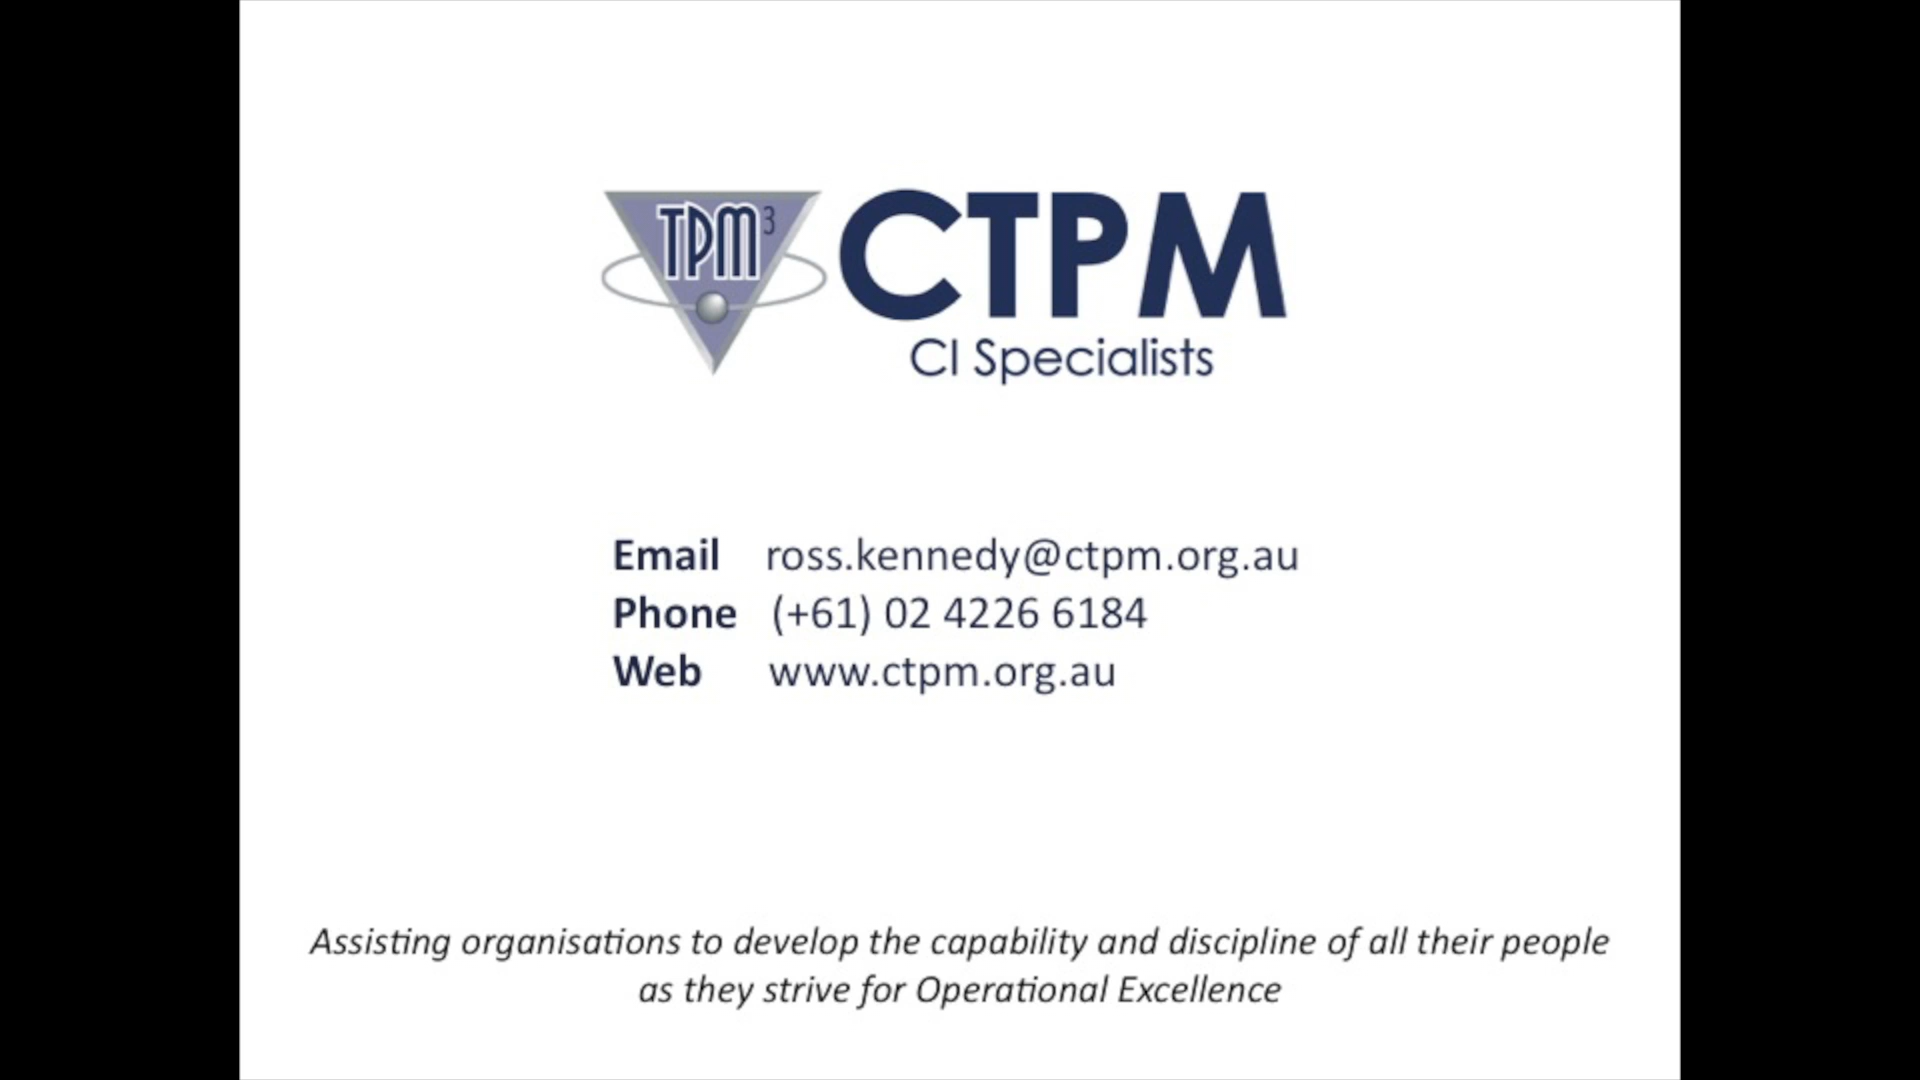 TPM³ CTPM
CI Specialists
Email ross.kennedy@ctpm.org.au
Phone (+61) 02 4226 6184
Web www.ctpm.org.au
Assisting organisations to develop the capability and discipline of all their people
as they strive for Operational Excellence